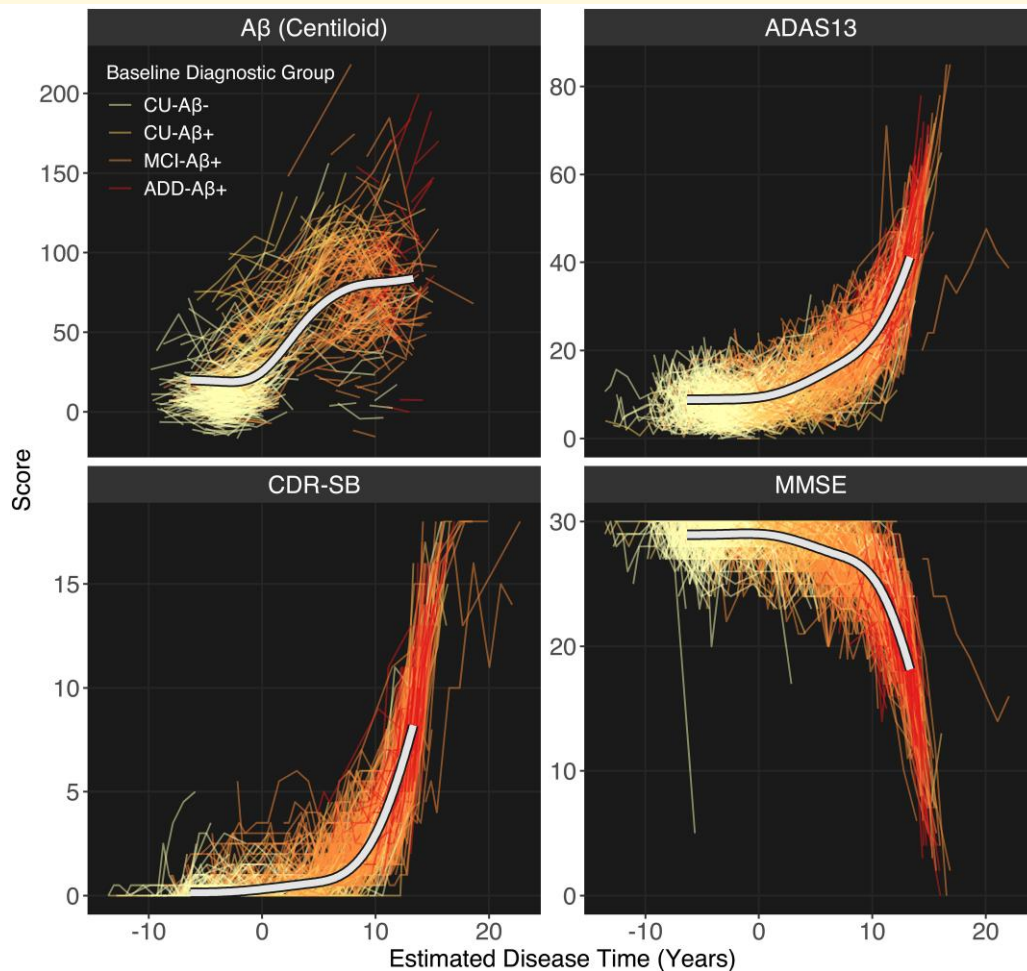 Aβ (Centiloid)
ADAS13
Baseline Diagnostic Group
CU-Aβ-
CU-Aβ+
MCI-Aβ+
ADD-Aβ+
200
150
100
50
0
80
60
40
20
0
Score
CDR-SB
MMSE
15
10
5
0
30
20
10
0
-10 0 10 20
-10 0 10 20
Estimated Disease Time (Years)